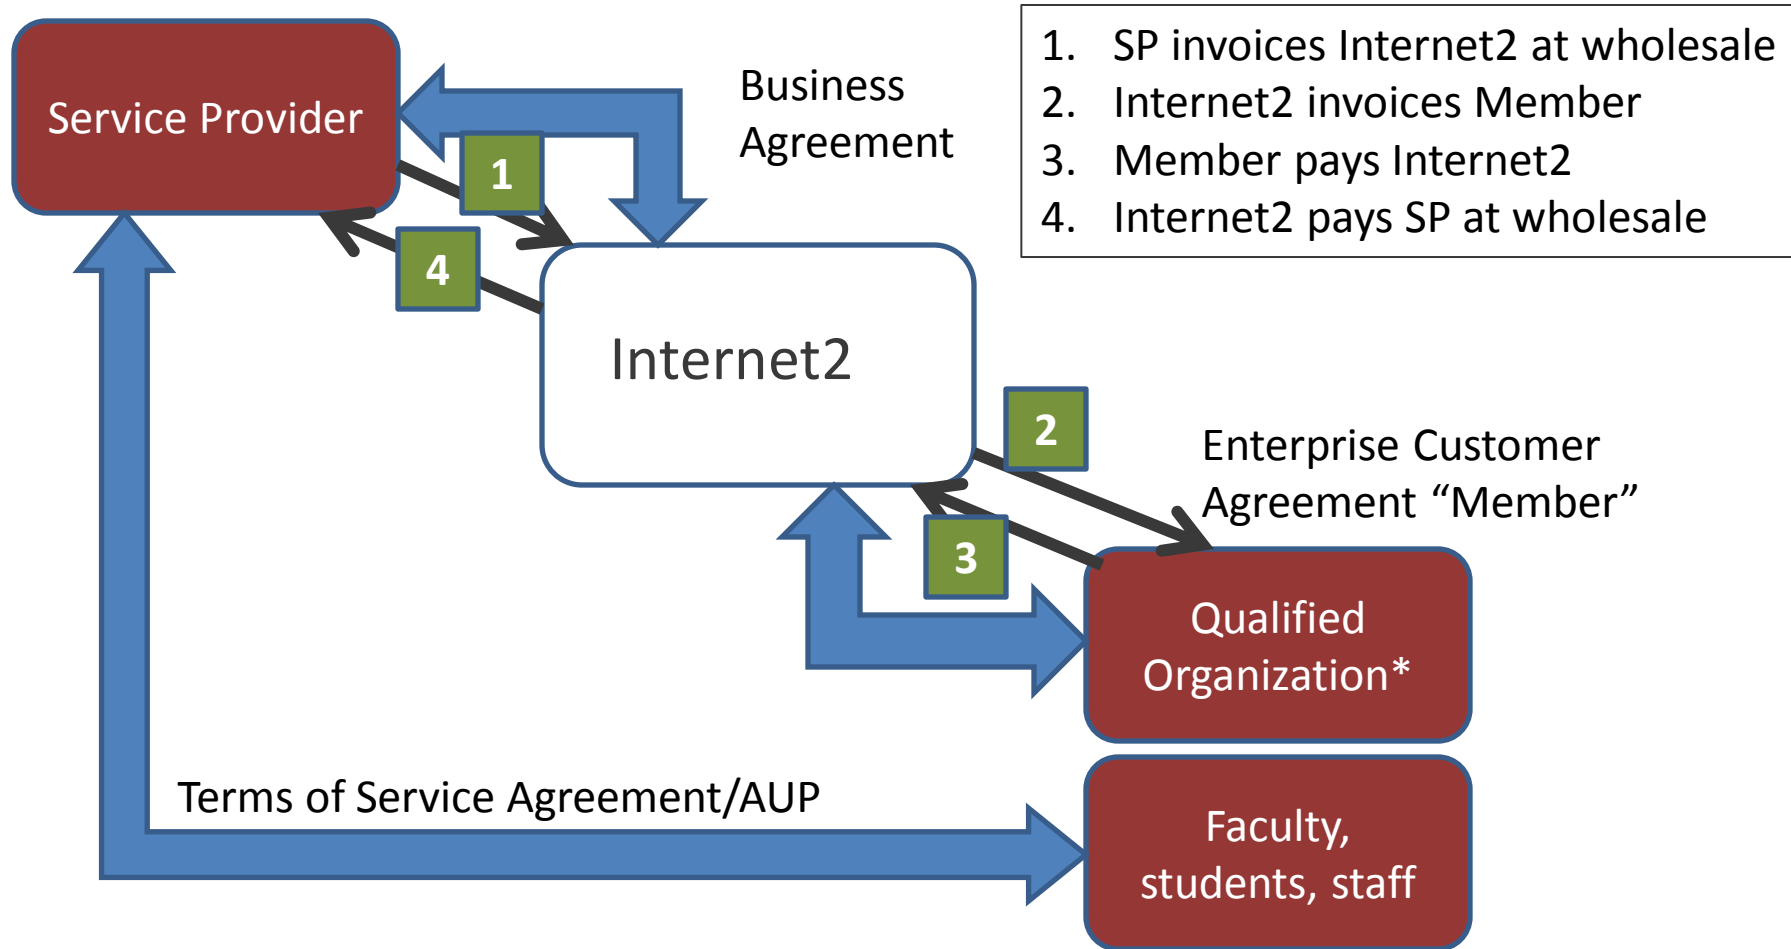 Service Provider
Business
Agreement
1. SP invoices Internet2 at wholesale
2. Internet2 invoices Member
3. Member pays Internet2
4. Internet2 pays SP at wholesale
1
4
Internet2
2
Enterprise Customer
Agreement “Member”
3
Qualified
Organization*
Terms of Service Agreement/AUP
Faculty,
students, staff